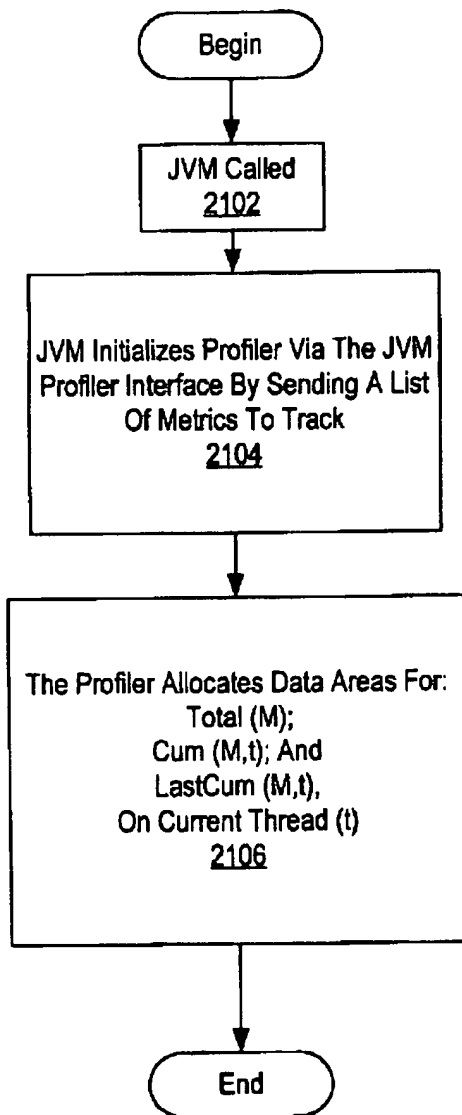 Begin
JVM Called
2102
JVM Initializes Profiler Via The JVM
Profiler Interface By Sending A List
Of Metrics To Track
2104
The Profiler Allocates Data Areas For:
Total (M);
Cum (M,t); And
LastCum (M,t),
On Current Thread (t)
2106
End